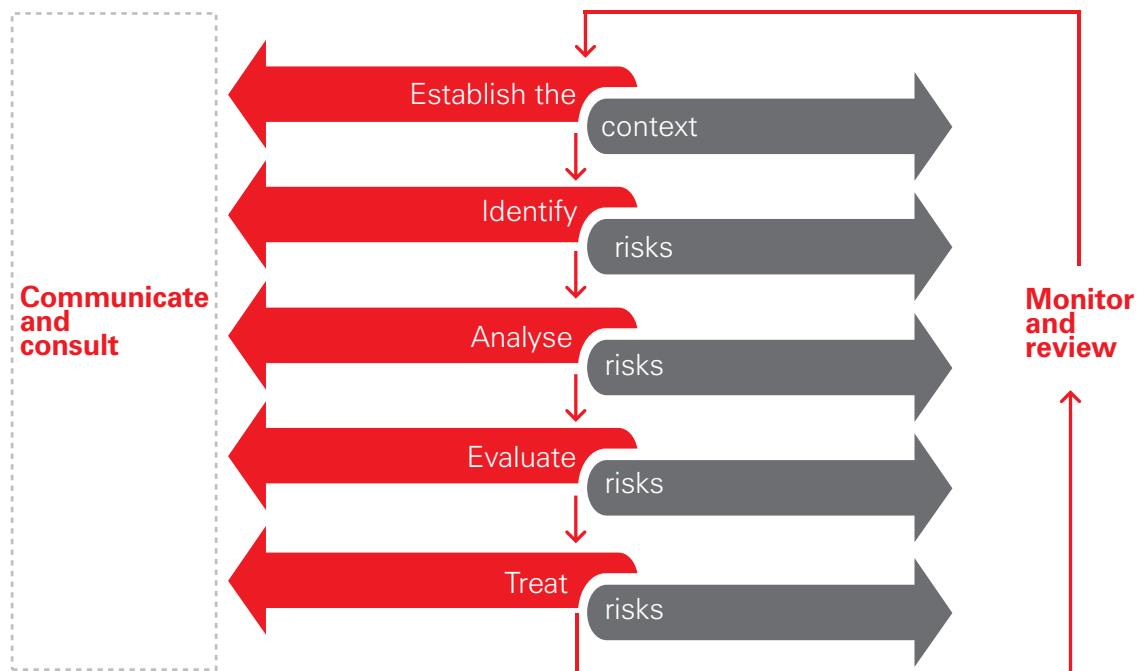 Establish the
context
Identify
risks
Communicate
and
consult
Monitor
and
review
Analyse
risks
Evaluate
risks
Treat
risks